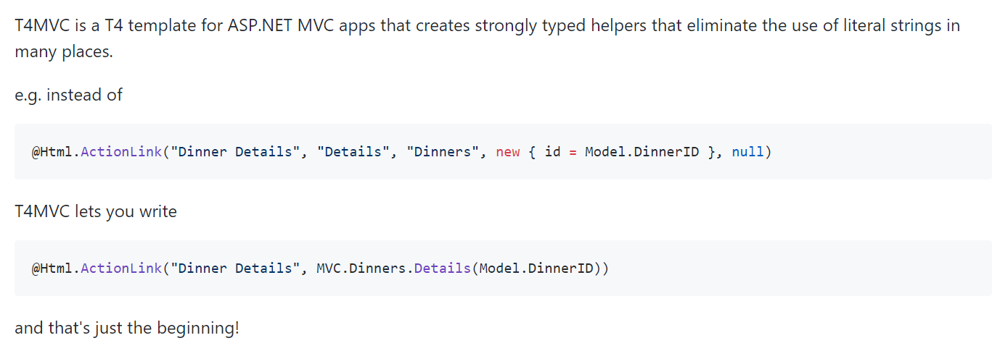 T4MVC is a T4 template for ASP.NET MVC apps that creates strongly typed helpers that eliminate the use of literal strings in
many places.
e.g. instead of
@Html.ActionLink("Dinner Details", "Details", "Dinners", new { id = Model.DinnerID }, null)
T4MVC lets you write
@Html.ActionLink("Dinner Details", MVC.Dinners.Details(Model.DinnerID))
and that's just the beginning!